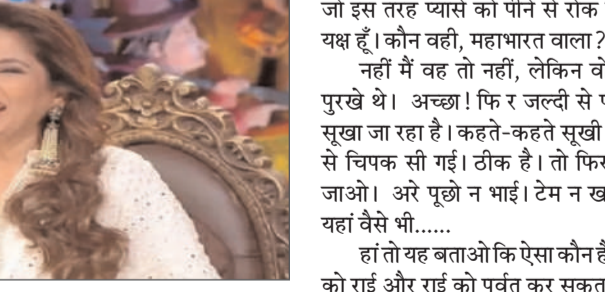 जो इस तरह प्यासे को पीने से रोक
यक्ष हूँ। कौन वही, महाभारत वाला?
नहीं मैं वह तो नहीं, लेकिन वो
पुरखे थे। अच्छा! फि र जल्दी से
सूखा जा रहा है। कहते-कहते सूखी
से चिपक सी गई। ठीक है। तो फिर
जाओ। अरे पूछो न भाई। टेम न ख
यहां वैसे भी......
हां तो यह बताओ कि ऐसा कौन है
को राई और राई को पर्वत कर सकत